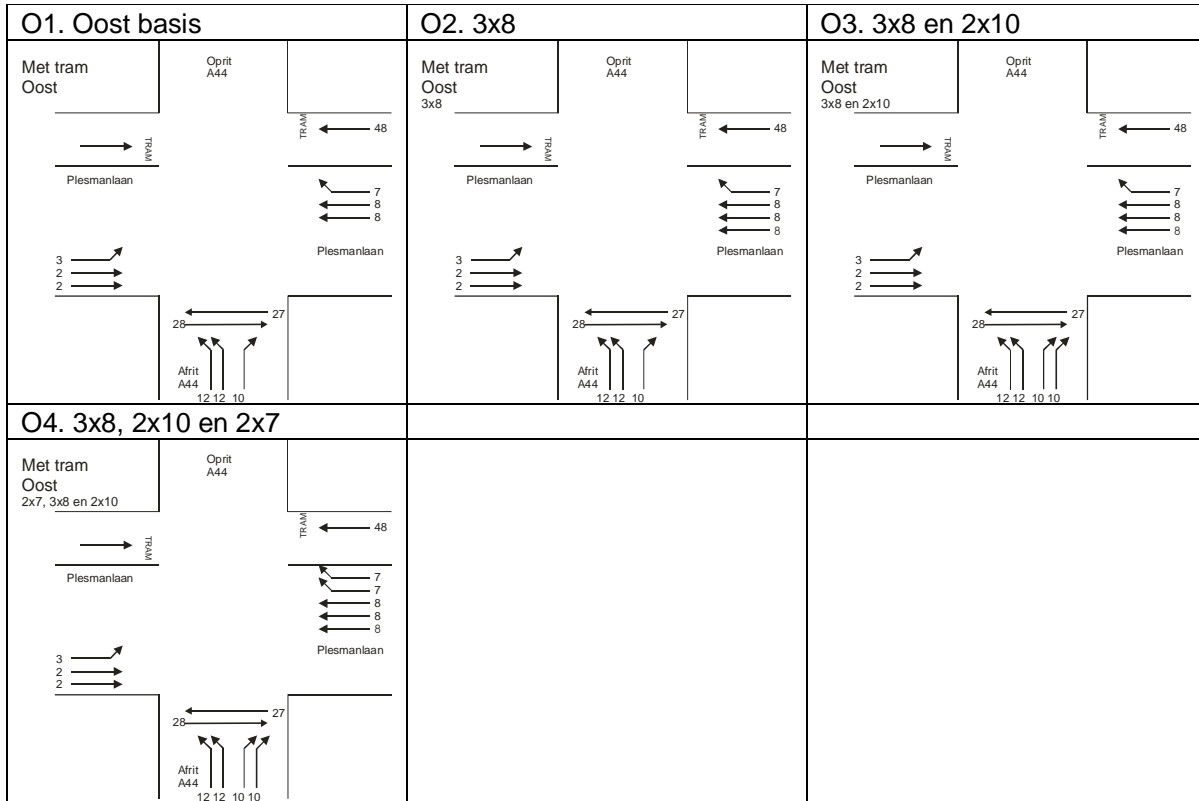 O1. Oost basis
Met tram
Oost
Oprit
A44
TRAM
48
TRAM
Plesmanlaan
7
8
8
Plesmanlaan
3
2
2
27
28
Afrit
A44
12 12 10
O2. 3x8
Met tram
Oost
3x8
Oprit
A44
TRAM
48
TRAM
Plesmanlaan
7
8
8
8
Plesmanlaan
3
2
2
27
28
Afrit
A44
12 12 10
O3. 3x8 en 2x10
Met tram
Oost
3x8 en 2x10
Oprit
A44
TRAM
48
TRAM
Plesmanlaan
7
8
8
8
Plesmanlaan
3
2
2
27
28
Afrit
A44
12 12 10 10
O4. 3x8, 2x10 en 2x7
Met tram
Oost
2x7, 3x8 en 2x10
Oprit
A44
TRAM
48
TRAM
Plesmanlaan
7
7
8
8
8
Plesmanlaan
3
2
2
27
28
Afrit
A44
12 12 10 10